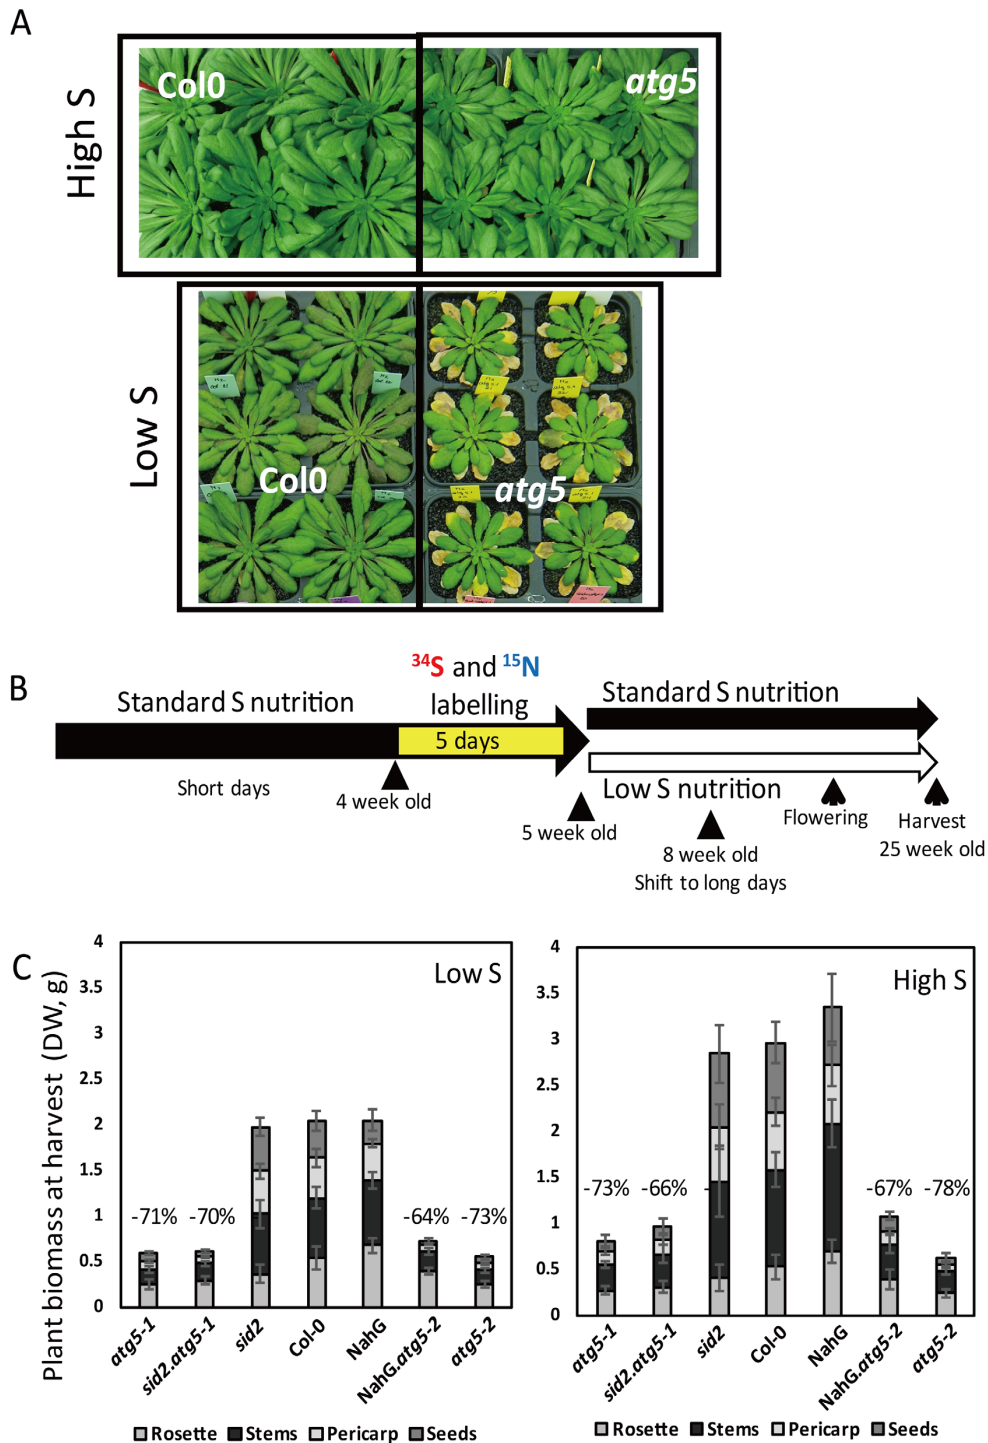 A
High S
Col0
atg5
Low S
Col0
atg5
B
³⁴S and ¹⁵N
labelling
Standard S nutrition
5 days
Standard S nutrition
Short days
4 week old
Low S nutrition
5 week old
8 week old
Shift to long days
Flowering
Harvest
25 week old
C
Plant biomass at harvest (DW, g)
Low S
4
3.5
3
2.5
2
1.5
1
0.5
0
-71%
-70%
-64%
-73%
atg5-1
sid2.atg5-1
sid2
Col-0
NahG
NahG.atg5-2
atg5-2
Rosette Stems Pericarp Seeds
High S
4
3.5
3
2.5
2
1.5
1
0.5
0
-73%
-66%
-67%
-78%
atg5-1
sid2.atg5-1
sid2
Col-0
NahG
NahG.atg5-2
atg5-2
Rosette Stems Pericarp Seeds